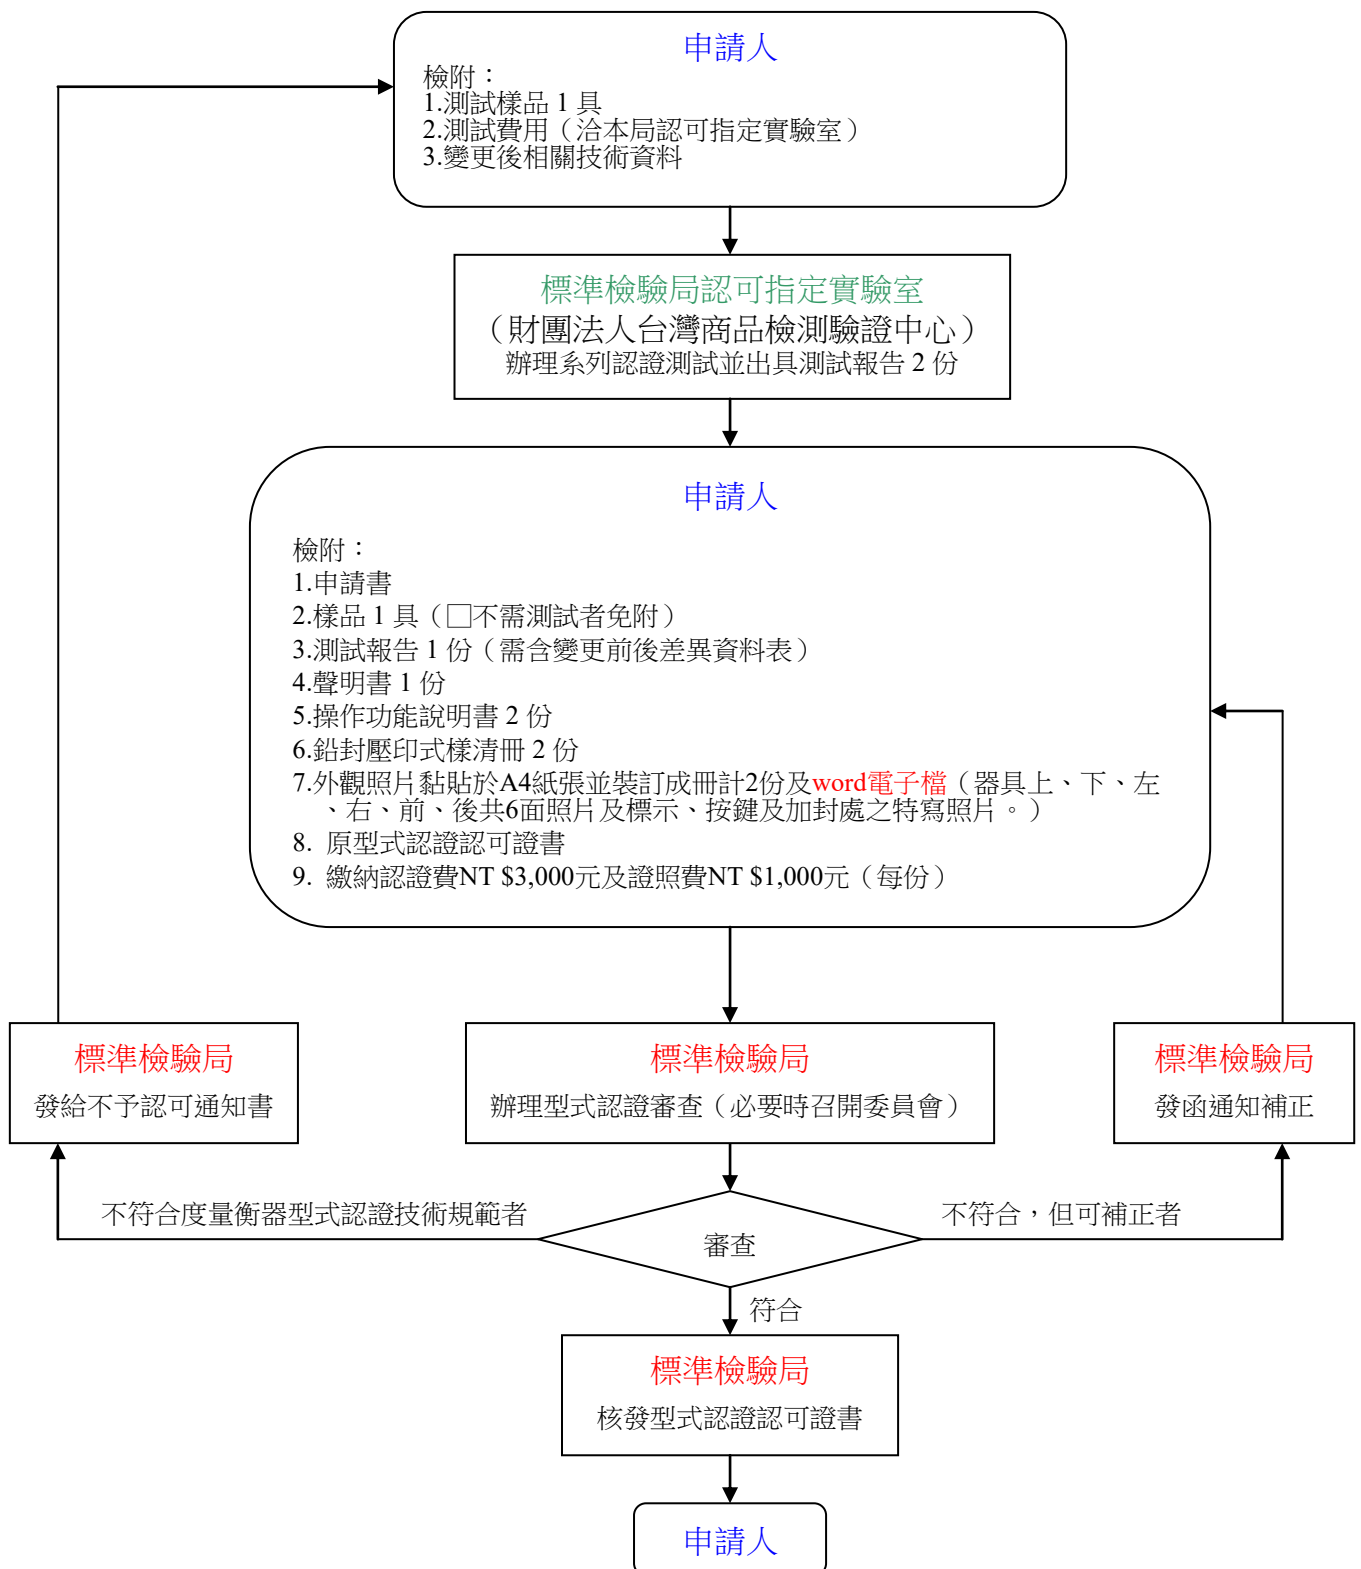 申請人
檢附：
1.測試樣品 1 具
2.測試費用（洽本局認可指定實驗室）
3.變更後相關技術資料
標準檢驗局認可指定實驗室
（財團法人台灣商品檢測驗證中心）
辦理系列認證測試並出具測試報告 2 份
申請人
檢附：
1.申請書
2.樣品 1 具（□不需測試者免附）
3.測試報告 1 份（需含變更前後差異資料表）
4.聲明書 1 份
5.操作功能說明書 2 份
6.鉛封壓印式樣清冊 2 份
7.外觀照片黏貼於A4紙張並裝訂成冊計2份及word電子檔（器具上、下、左
、右、前、後共6面照片及標示、按鍵及加封處之特寫照片。）
8. 原型式認證認可證書
9. 繳納認證費NT $3,000元及證照費NT $1,000元（每份）
標準檢驗局
發給不予認可通知書
標準檢驗局
辦理型式認證審查（必要時召開委員會）
標準檢驗局
發函通知補正
不符合度量衡器型式認證技術規範者
審查
不符合，但可補正者
符合
標準檢驗局
核發型式認證認可證書
申請人